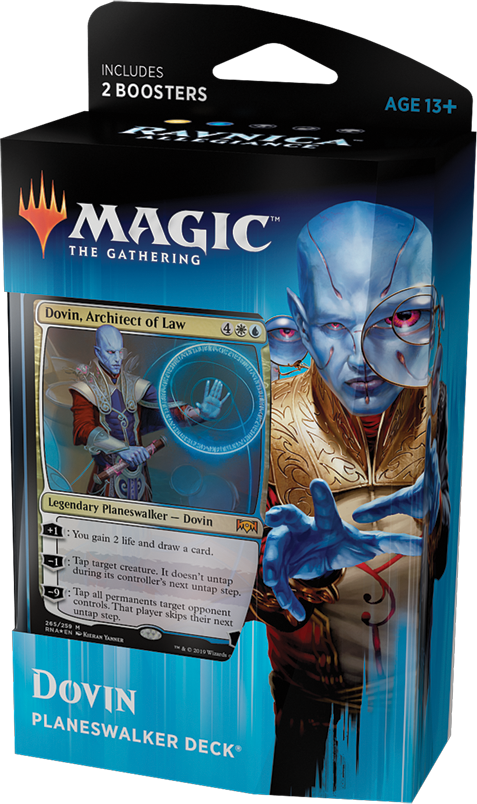 INCLUDES
2 BOOSTERS
AGE 13+
RAVNICA
ALLEGIANCE
MAGIC™
THE GATHERING
Dovin, Architect of Law 4
Legendary Planeswalker — Dovin
+1: You gain 2 life and draw a card.
−1: Tap target creature. It doesn't untap
during its controller's next untap step.
−9: Tap all permanents target opponent
controls. That player skips their next
untap step.
265/259 M
RNA★EN Kieran Yanner
™ & © 2019 Wizards
DOVIN
PLANESWALKER DECK®